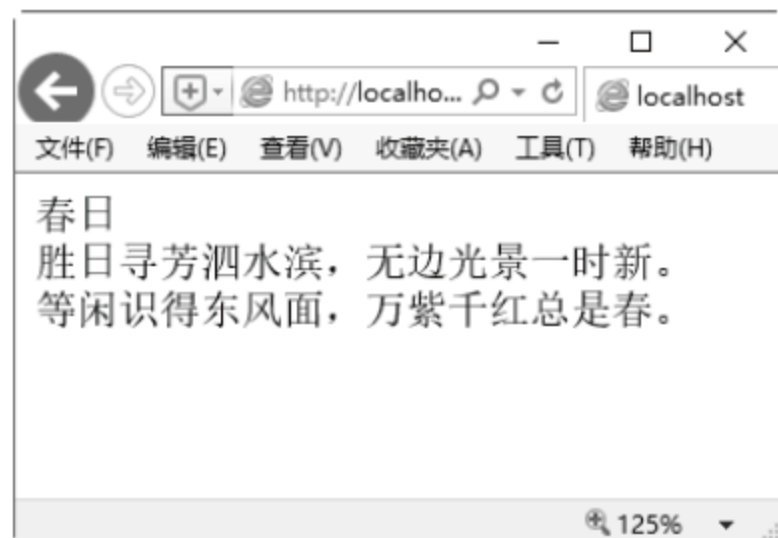 http://localho...
localhost
文件(F) 编辑(E) 查看(V) 收藏夹(A) 工具(T) 帮助(H)
春日
胜日寻芳泗水滨，无边光景一时新。
等闲识得东风面，万紫千红总是春。
125%